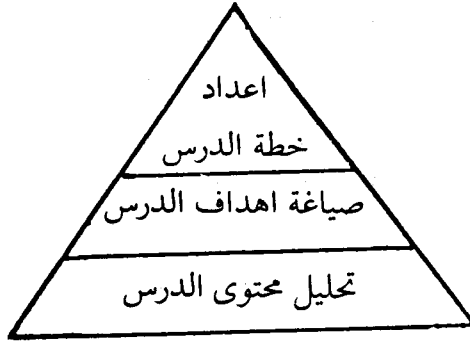 اعداد
خطة الدرس
صياغة اهداف الدرس
تحليل محتوى الدرس